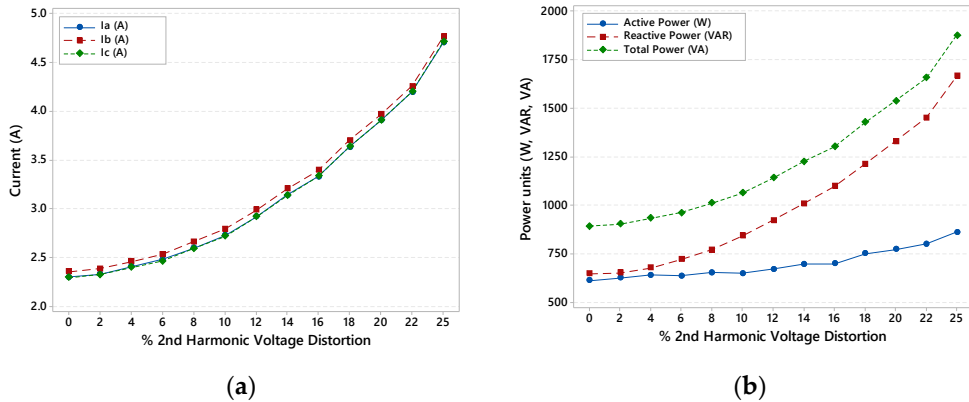 5.0
4.5
4.0
3.5
3.0
2.5
2.0
Current (A)
Ia (A)
Ib (A)
Ic (A)
0 2 4 6 8 10 12 14 16 18 20 22 25
% 2nd Harmonic Voltage Distortion
(a)
2000
1750
1500
1250
1000
750
500
Power units (W, VAR, VA)
Active Power (W)
Reactive Power (VAR)
Total Power (VA)
0 2 4 6 8 10 12 14 16 18 20 22 25
% 2nd Harmonic Voltage Distortion
(b)